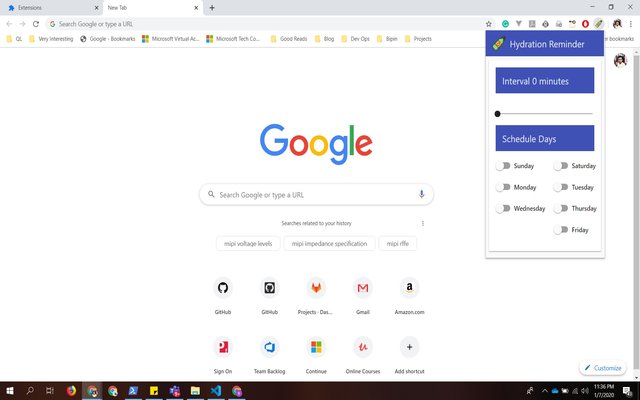 Extensions
New Tab
Search Google or type a URL
QL
Very Interesting
Google - Bookmarks
Microsoft Virtual Ac...
Microsoft Tech Com...
Good Reads
Blog
Dev Ops
Bipin
Projects
bookmarks
Hydration Reminder
Interval 0 minutes
Schedule Days
Sunday
Saturday
Monday
Tuesday
Wednesday
Thursday
Friday
Google
Search Google or type a URL
Searches related to your history
mipi voltage levels
mipi impedance specification
mipi rffe
GitHub
GitHub
Projects · Das...
Gmail
Amazon.com
Sign On
Team Backlog
Continue
Online Courses
Add shortcut
Customize
11:36 PM
1/7/2020